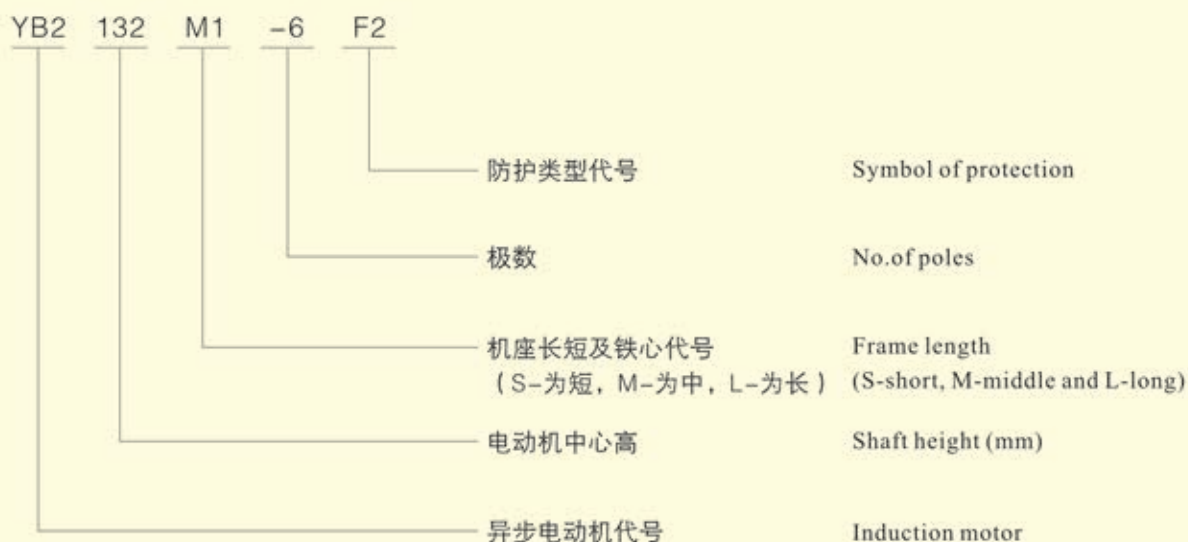 YB2 132 M1 -6 F2
防护类型代号 Symbol of protection
极数 No.of poles
机座长短及铁心代号 Frame length
(S-为短, M-为中, L-为长) (S-short, M-middle and L-long)
电动机中心高 Shaft height (mm)
异步电动机代号 Induction motor